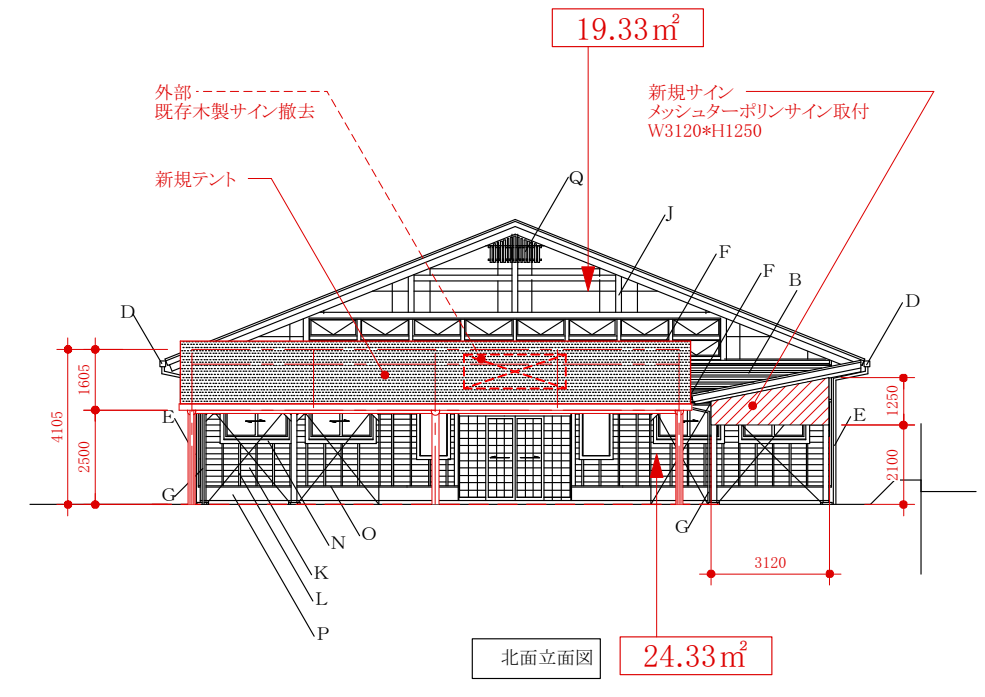 19.33㎡
外部
既存木製サイン撤去
新規サイン
メッシュターポリンサイン取付
W3120*H1250
新規テント
Q
J
F
F
B
D
D
1605
4105
2500
E
G
1250
E
2100
G
N
O
K
L
P
3120
北面立面図
24.33㎡